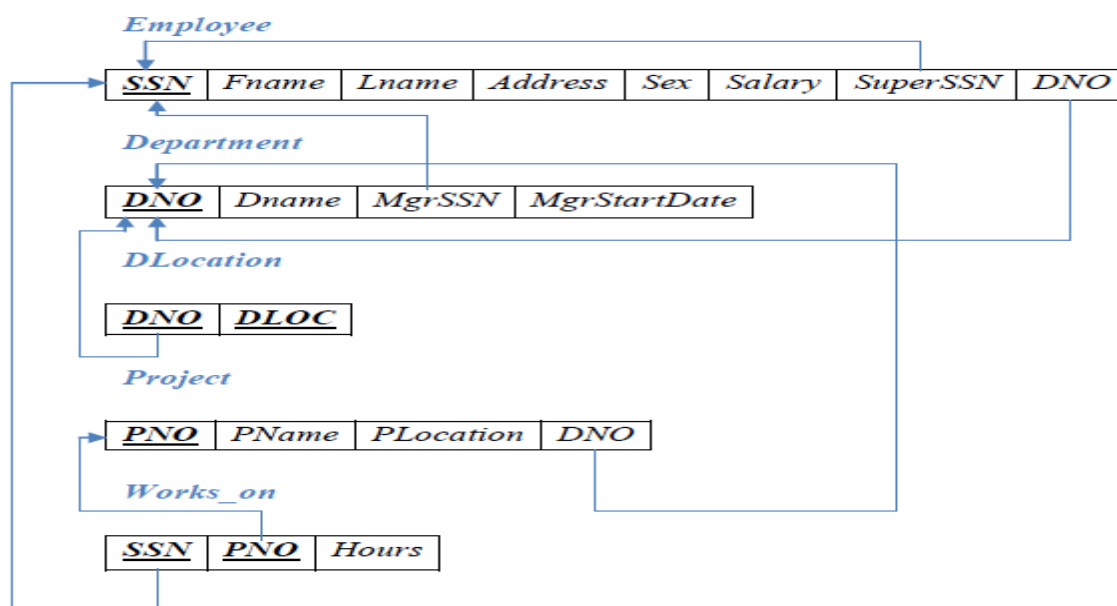 Employee
SSN Fname Lname Address Sex Salary SuperSSN DNO
Department
DNO Dname MgrSSN MgrStartDate
DLocation
DNO DLOC
Project
PNO PName PLocation DNO
Works_on
SSN PNO Hours